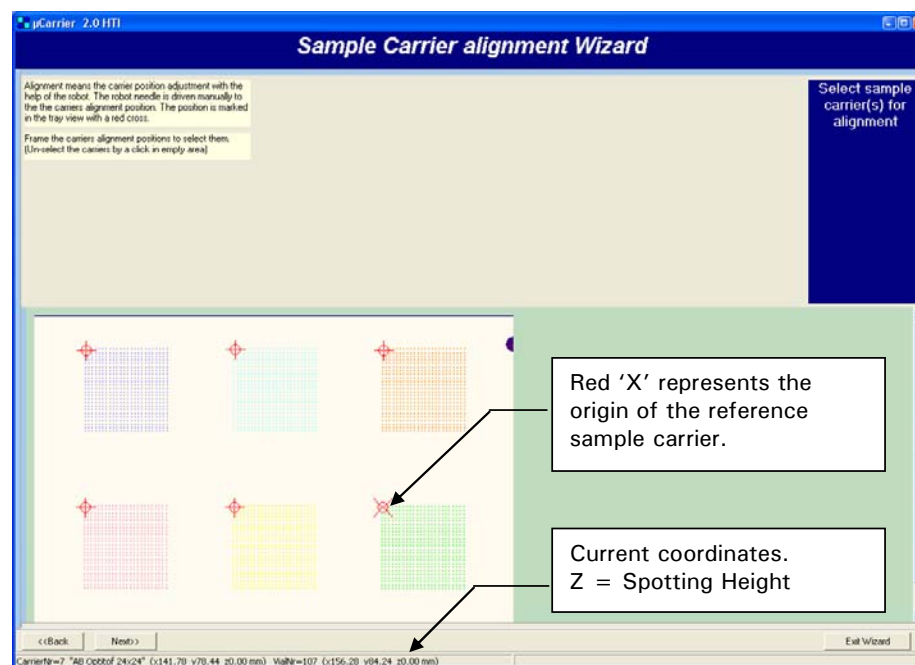 µCarrier 2.0 HTI
Sample Carrier alignment Wizard
Alignment means the carrier position adjustment with the
help of the robot. The robot needle is driven manually to
the the carriers alignment position. The position is marked
in the tray view with a red cross.
Frame the carriers alignment positions to select them.
(Un-select the carriers by a click in empty area)
Select sample
carrier(s) for
alignment
Red ‘X’ represents the
origin of the reference
sample carrier.
Current coordinates.
Z = Spotting Height
<<Back
Next>>
Exit Wizard
CarrierNr=7 "AB Optitof 24x24" (x141.78 y78.44 z0.00 mm) VialNr=107 (x156.28 y84.24 z0.00 mm)